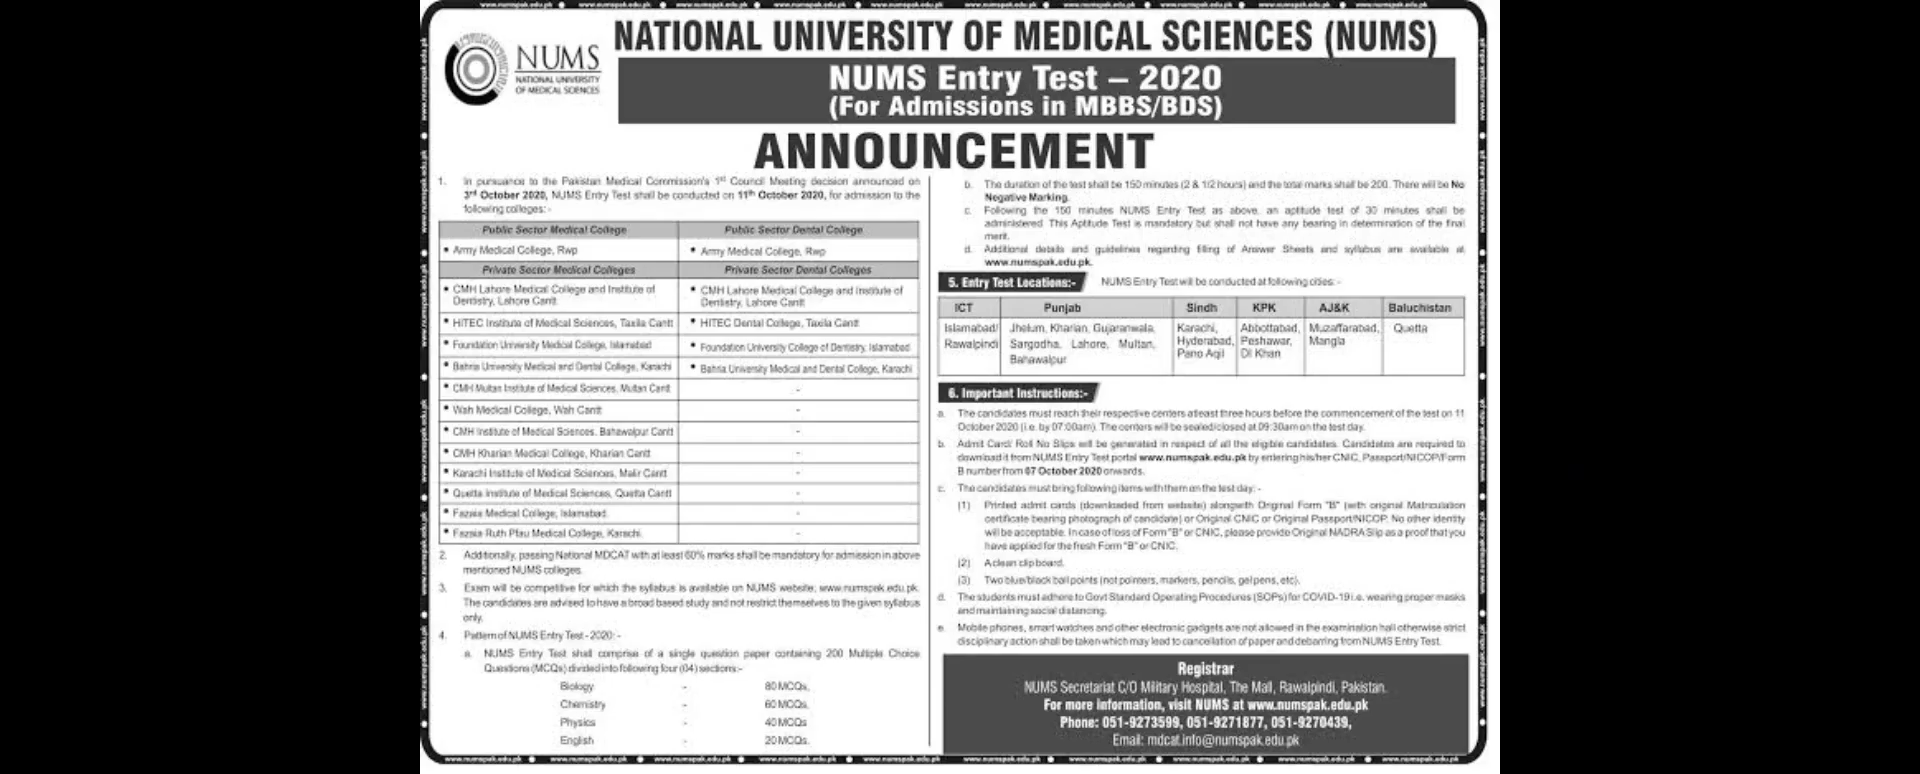 www.numspak.edu.pk
NUMS
NATIONAL UNIVERSITY
OF MEDICAL SCIENCES
NATIONAL UNIVERSITY OF MEDICAL SCIENCES (NUMS)
NUMS Entry Test – 2020
(For Admissions in MBBS/BDS)
ANNOUNCEMENT
1. In pursuance to the Pakistan Medical Commission's 1st Council Meeting decision announced on
3rd October 2020, NUMS Entry Test shall be conducted on 11th October 2020, for admission to the
following colleges:-
Public Sector Medical College Public Sector Dental College
• Army Medical College, Rwp • Army Medical College, Rwp
Private Sector Medical Colleges Private Sector Dental Colleges
• CMH Lahore Medical College and Institute of • CMH Lahore Medical College and Institute of
Dentistry, Lahore Cantt Dentistry, Lahore Cantt
• HITEC Institute of Medical Sciences, Taxila Cantt • HITEC Dental College, Taxila Cantt
• Foundation University Medical College, Islamabad • Foundation University College of Dentistry, Islamabad
• Bahria University Medical and Dental College, Karachi • Bahria University Medical and Dental College, Karachi
• CMH Multan Institute of Medical Sciences, Multan Cantt -
• Wah Medical College, Wah Cantt -
• CMH Institute of Medical Sciences, Bahawalpur Cantt -
• CMH Kharian Medical College, Kharian Cantt -
• Karachi Institute of Medical Sciences, Malir Cantt -
• Quetta Institute of Medical Sciences, Quetta Cantt -
• Fazaia Medical College, Islamabad. -
• Fazaia Ruth Pfau Medical College, Karachi. -
2. Additionally, passing National MDCAT with at least 60% marks shall be mandatory for admission in above
mentioned NUMS colleges.
3. Exam will be competitive for which the syllabus is available on NUMS website; www.numspak.edu.pk.
The candidates are advised to have a broad based study and not restrict themselves to the given syllabus
only.
4. Pattern of NUMS Entry Test - 2020: -
a. NUMS Entry Test shall comprise of a single question paper containing 200 Multiple Choice
Questions (MCQs) divided into following four (04) sections:-
Biology - 80 MCQs.
Chemistry - 60 MCQs.
Physics - 40 MCQs
English - 20 MCQs.
b. The duration of the test shall be 150 minutes (2 & 1/2 hours) and the total marks shall be 200. There will be No
Negative Marking.
c. Following the 150 minutes NUMS Entry Test as above, an aptitude test of 30 minutes shall be
administered. This Aptitude Test is mandatory but shall not have any bearing in determination of the final
merit.
d. Additional details and guidelines regarding filling of Answer Sheets and syllabus are available at
www.numspak.edu.pk.
5. Entry Test Locations:- NUMS Entry Test will be conducted at following cities: -
ICT Punjab Sindh KPK AJ&K Baluchistan
Islamabad/ Jhelum, Kharian, Gujaranwala, Karachi, Abbottabad, Muzaffarabad, Quetta
Rawalpindi Sargodha, Lahore, Multan, Hyderabad, Peshawar, Mangla
Bahawalpur Pano Aqil DI Khan
6. Important Instructions:-
a. The candidates must reach their respective centers atleast three hours before the commencement of the test on 11
October 2020 (i.e. by 07:00am). The centers will be sealed/closed at 09:30am on the test day.
b. Admit Card/ Roll No Slips will be generated in respect of all the eligible candidates. Candidates are required to
download it from NUMS Entry Test portal www.numspak.edu.pk by entering his/her CNIC, Passport/NICOP/Form
B number from 07 October 2020 onwards.
c. The candidates must bring following items with them on the test day: -
(1) Printed admit cards (downloaded from website) alongwith Original Form "B" (with original Matriculation
certificate bearing photograph of candidate) or Original CNIC or Original Passport/NICOP. No other identity
will be acceptable. In case of loss of Form "B" or CNIC, please provide Original NADRA Slip as a proof that you
have applied for the fresh Form "B" or CNIC.
(2) A clean clip board.
(3) Two blue/black ball points (not pointers, markers, pencils, gel pens, etc).
d. The students must adhere to Govt Standard Operating Procedures (SOPs) for COVID-19 i.e. wearing proper masks
and maintaining social distancing.
e. Mobile phones, smart watches and other electronic gadgets are not allowed in the examination hall otherwise strict
disciplinary action shall be taken which may lead to cancellation of paper and debarring from NUMS Entry Test.
Registrar
NUMS Secretariat C/O Military Hospital, The Mall, Rawalpindi, Pakistan.
For more information, visit NUMS at www.numspak.edu.pk
Phone: 051-9273599, 051-9271877, 051-9270439,
Email: mdcat.info@numspak.edu.pk